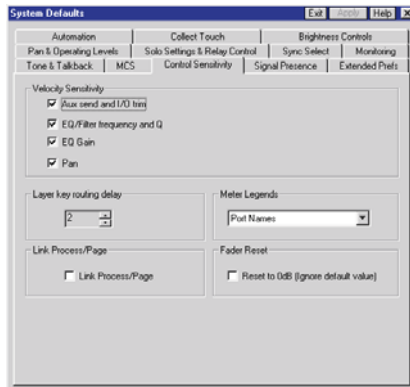 System Defaults Exit Apply Help X
Automation Collect Touch Brightness Controls
Pan & Operating Levels Solo Settings & Relay Control Sync Select Monitoring
Tone & Talkback MCS Control Sensitivity Signal Presence Extended Prefs
Velocity Sensitivity
Aux send and I/O trim
EQ/Filter frequency and Q
EQ Gain
Pan
Layer key routing delay Meter Legends
2 Port Names
Link Process/Page Fader Reset
Link Process/Page Reset to 0dB (Ignore default value)